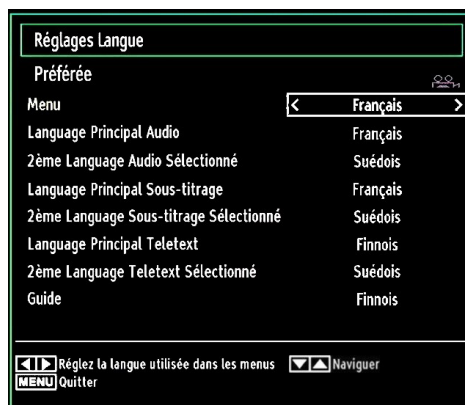 Réglages Langue
Préférée
Menu < Français >
Language Principal Audio Français
2ème Language Audio Sélectionné Suédois
Language Principal Sous-titrage Français
2ème Language Sous-titrage Sélectionné Suédois
Language Principal Teletext Finnois
2ème Language Teletext Sélectionné Suédois
Guide Finnois
Réglez la langue utilisée dans les menus Naviguer
MENU Quitter